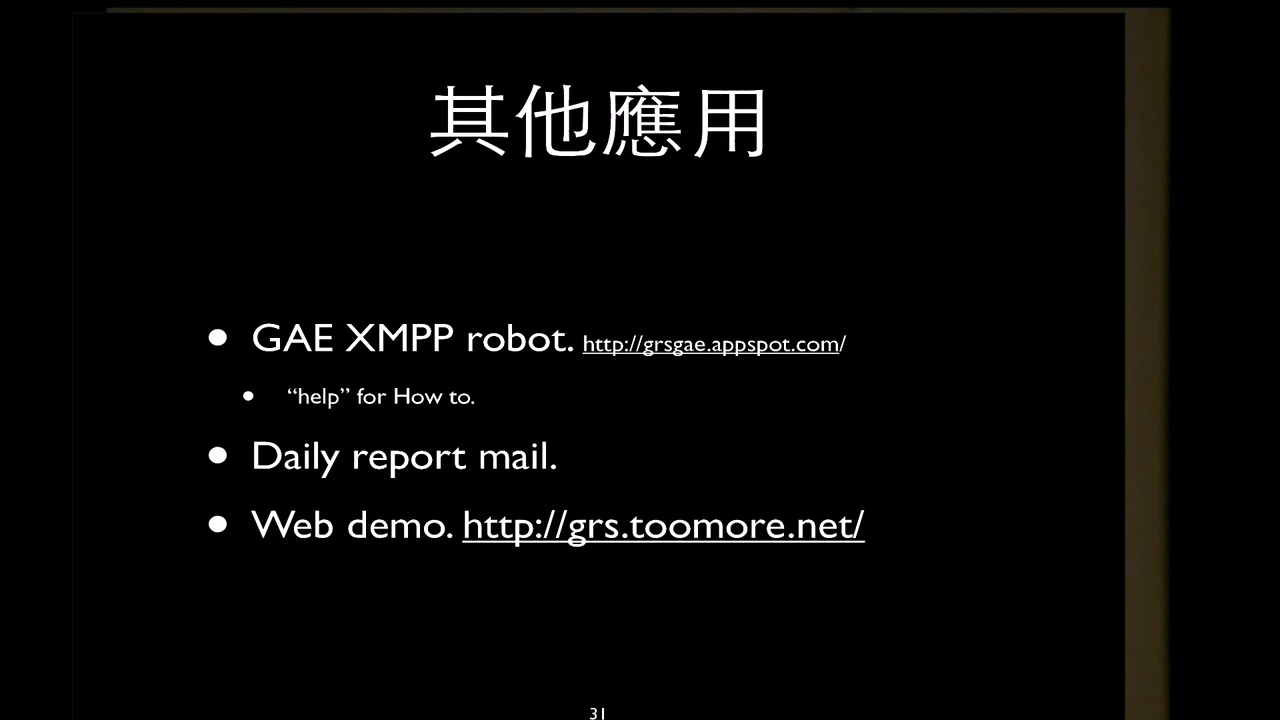 其他應用
• GAE XMPP robot. http://grsgae.appspot.com/
• “help” for How to.
• Daily report mail.
• Web demo. http://grs.toomore.net/
31